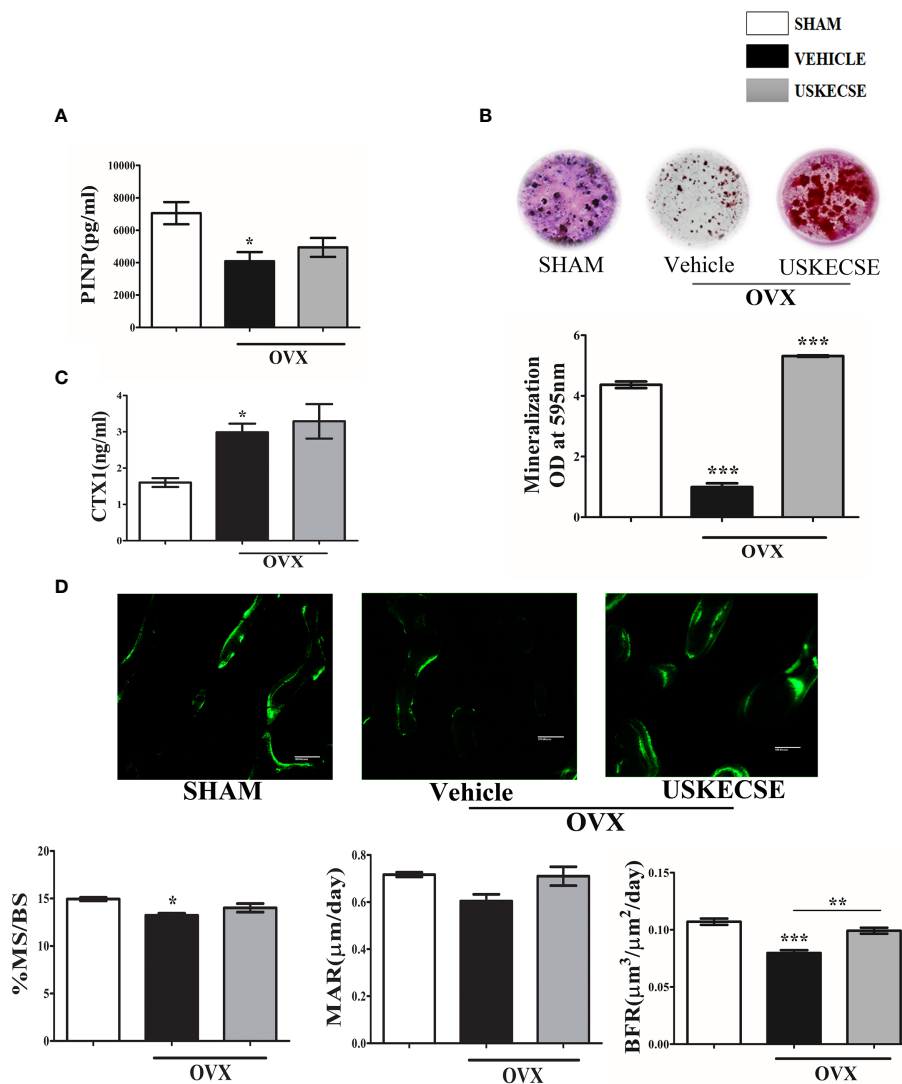 SHAM
VEHICLE
USKECSE
A
PINP(pg/ml)
10000
8000
6000
4000
2000
0
*
OVX
B
SHAM
Vehicle
USKECSE
OVX
Mineralization
OD at 595nm
6
4
2
0
***
***
OVX
C
CTX1(ng/ml)
4
3
2
1
0
*
OVX
D
SHAM
Vehicle
USKECSE
OVX
%MS/BS
20
15
10
5
0
*
OVX
MAR(μm/day)
0.8
0.6
0.4
0.2
0.0
OVX
BFR(μm³/μm²/day)
0.15
0.10
0.05
0.00
***
**
OVX